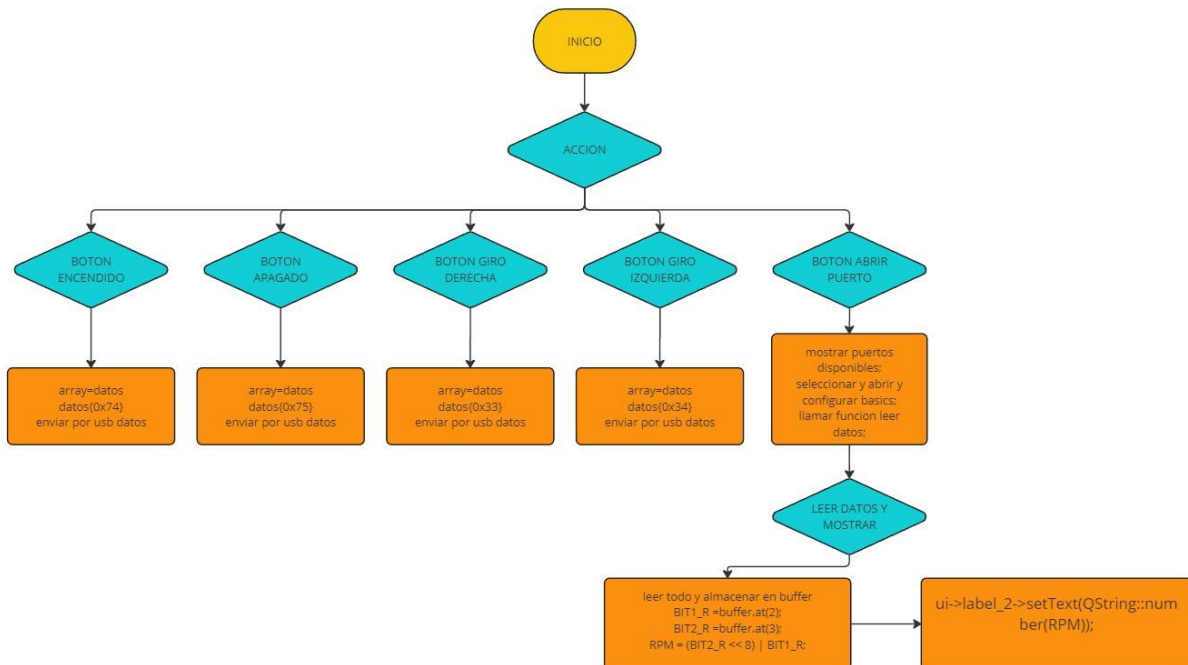 INICIO
ACCION
BOTON
ENCENDIDO
BOTON
APAGADO
BOTON GIRO
DERECHA
BOTON GIRO
IZQUIERDA
BOTON ABRIR
PUERTO
array=datos
datos{0x74}
enviar por usb datos
array=datos
datos{0x75}
enviar por usb datos
array=datos
datos{0x33}
enviar por usb datos
array=datos
datos{0x34}
enviar por usb datos
mostrar puertos
disponibles;
seleccionar y abrir y
configurar basics;
llamar funcion leer
datos;
LEER DATOS Y
MOSTRAR
leer todo y almacenar en buffer
BIT1_R =buffer.at(2);
BIT2_R =buffer.at(3);
RPM = (BIT2_R << 8) | BIT1_R;
ui->label_2->setText(QString::num
ber(RPM));